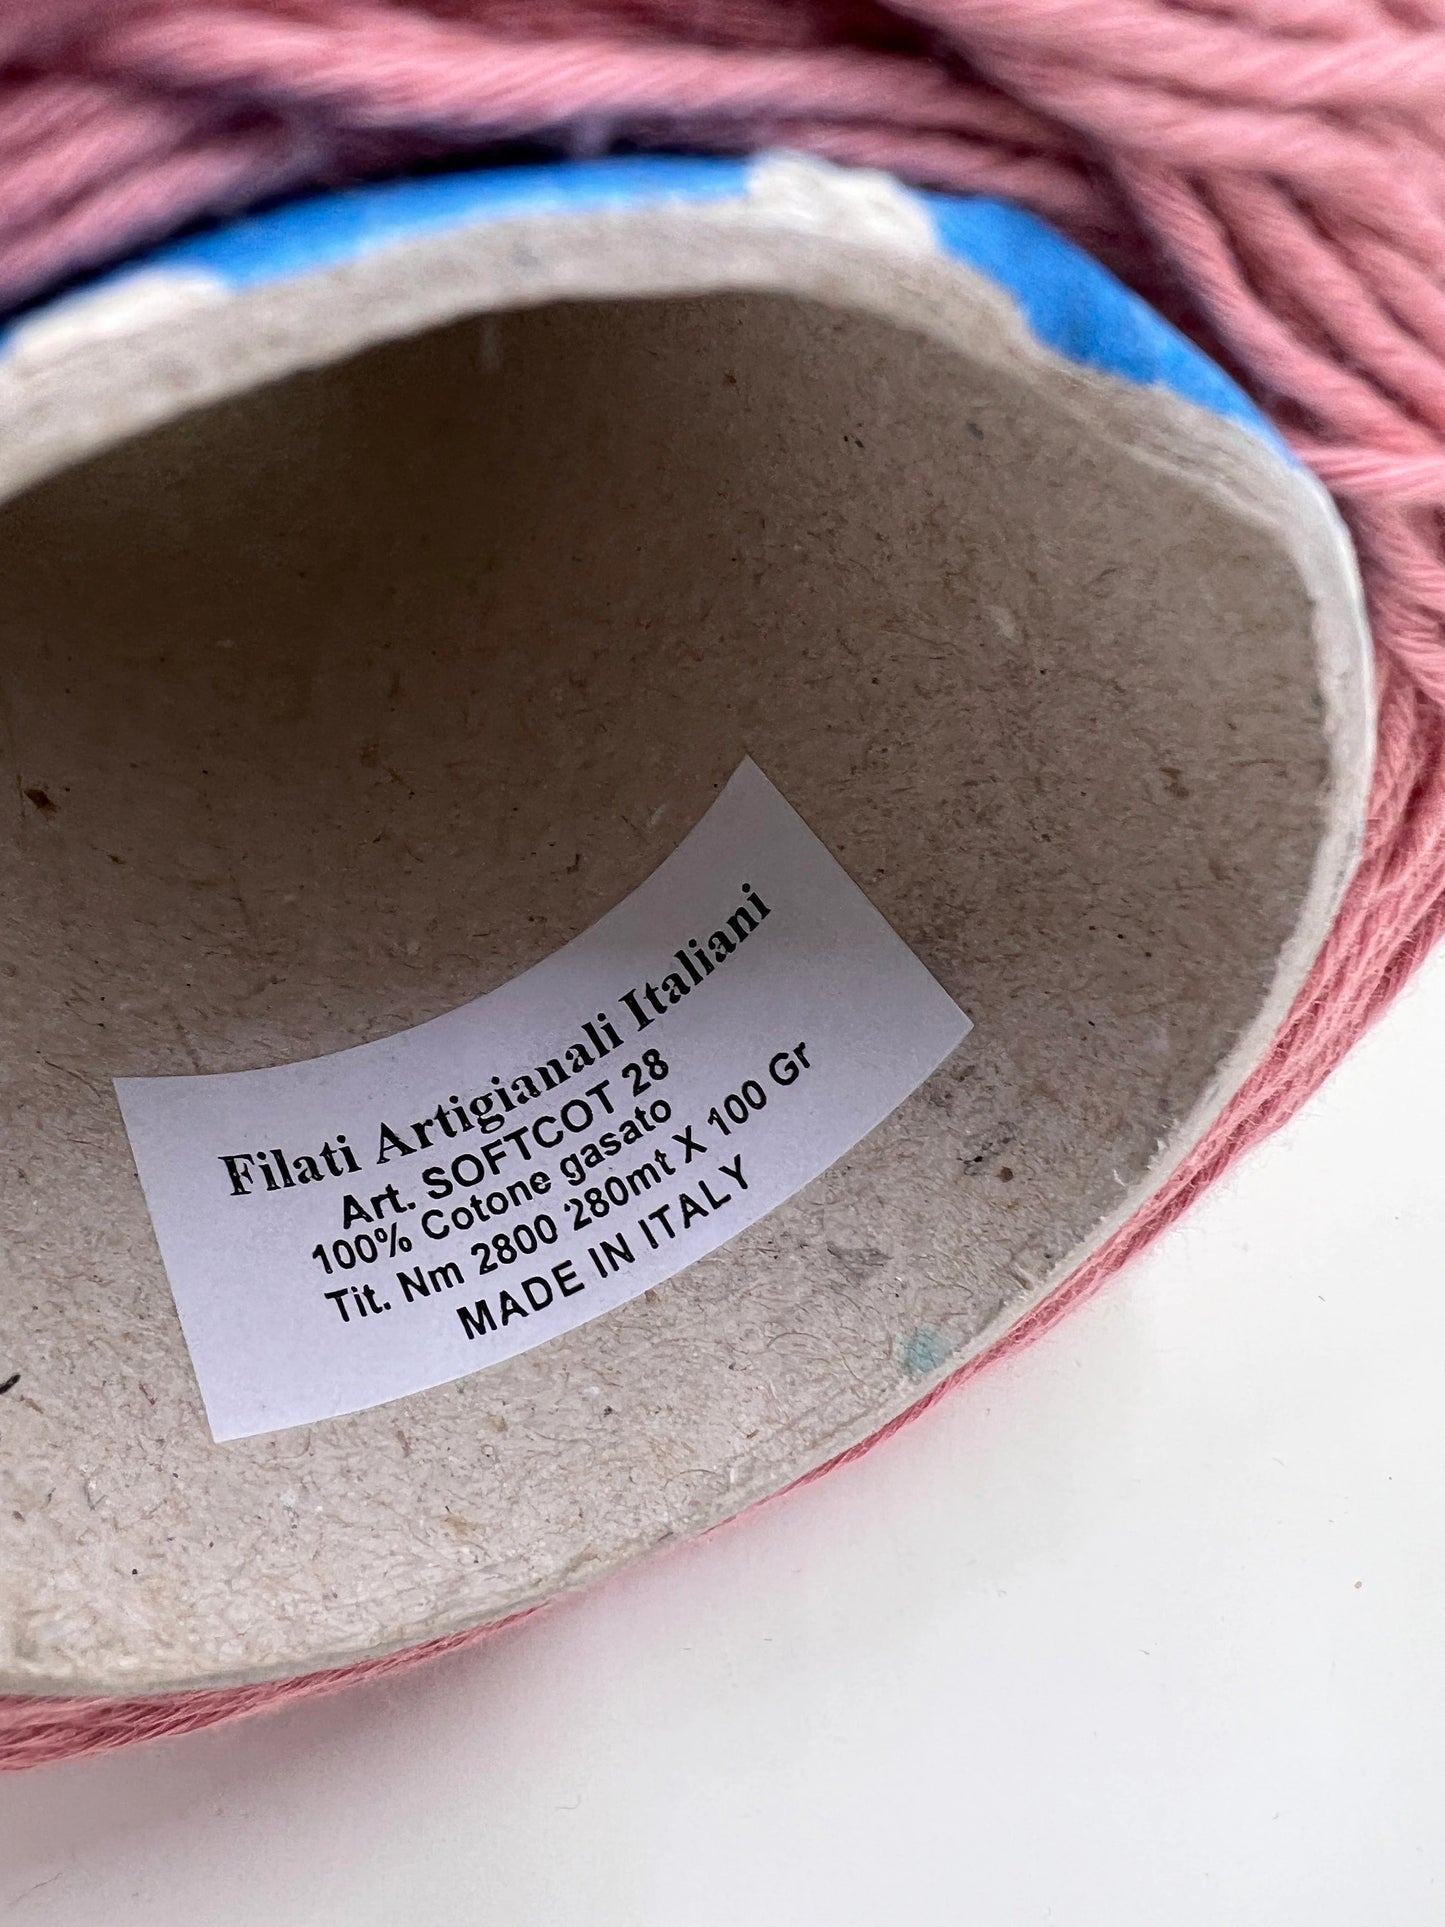 Filati Artigianali Italiani
Art. SOFTCOT 28
100% Cotone gasato
Tit. Nm 2800 280mt X 100 Gr
MADE IN ITALY